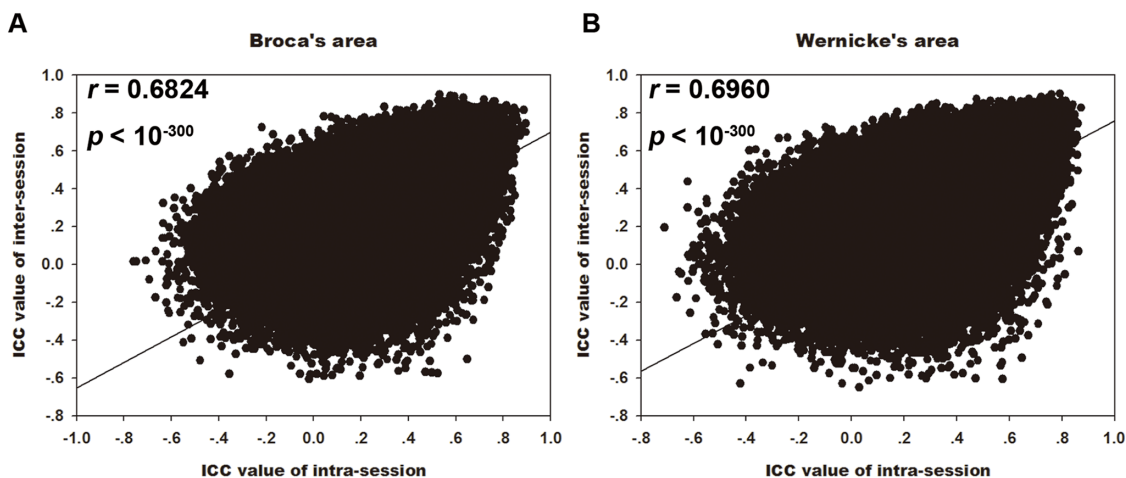 A
Broca's area
r = 0.6824
p < 10-300
ICC value of inter-session
1.0
.8
.6
.4
.2
0.0
-.2
-.4
-.6
-.8
-1.0 -.8 -.6 -.4 -.2 0.0 .2 .4 .6 .8 1.0
ICC value of intra-session
B
Wernicke's area
r = 0.6960
p < 10-300
ICC value of inter-session
1.0
.8
.6
.4
.2
0.0
-.2
-.4
-.6
-.8
-.8 -.6 -.4 -.2 0.0 .2 .4 .6 .8 1.0
ICC value of intra-session